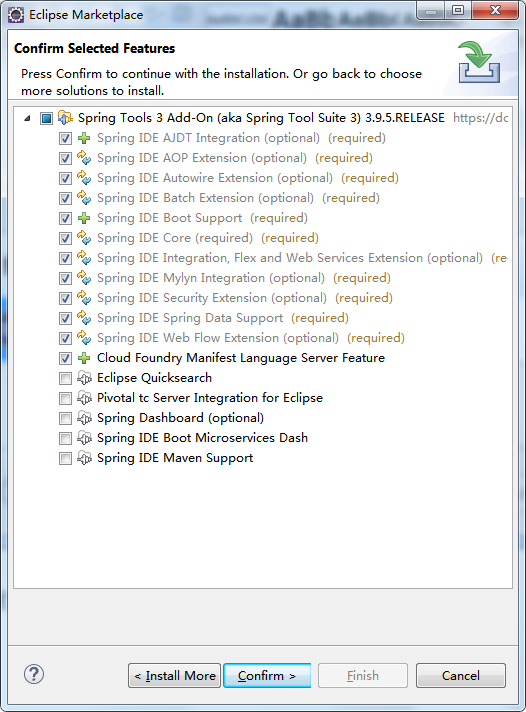 Eclipse Marketplace
Confirm Selected Features
Press Confirm to continue with the installation. Or go back to choose
more solutions to install.
Spring Tools 3 Add-On (aka Spring Tool Suite 3) 3.9.5.RELEASE https://dc
Spring IDE AJDT Integration (optional) (required)
Spring IDE AOP Extension (optional) (required)
Spring IDE Autowire Extension (optional) (required)
Spring IDE Batch Extension (optional) (required)
Spring IDE Boot Support (required)
Spring IDE Core (required) (required)
Spring IDE Integration, Flex and Web Services Extension (optional) (re
Spring IDE Mylyn Integration (optional) (required)
Spring IDE Security Extension (optional) (required)
Spring IDE Spring Data Support (required)
Spring IDE Web Flow Extension (optional) (required)
Cloud Foundry Manifest Language Server Feature
Eclipse Quicksearch
Pivotal tc Server Integration for Eclipse
Spring Dashboard (optional)
Spring IDE Boot Microservices Dash
Spring IDE Maven Support
? < Install More Confirm > Finish Cancel